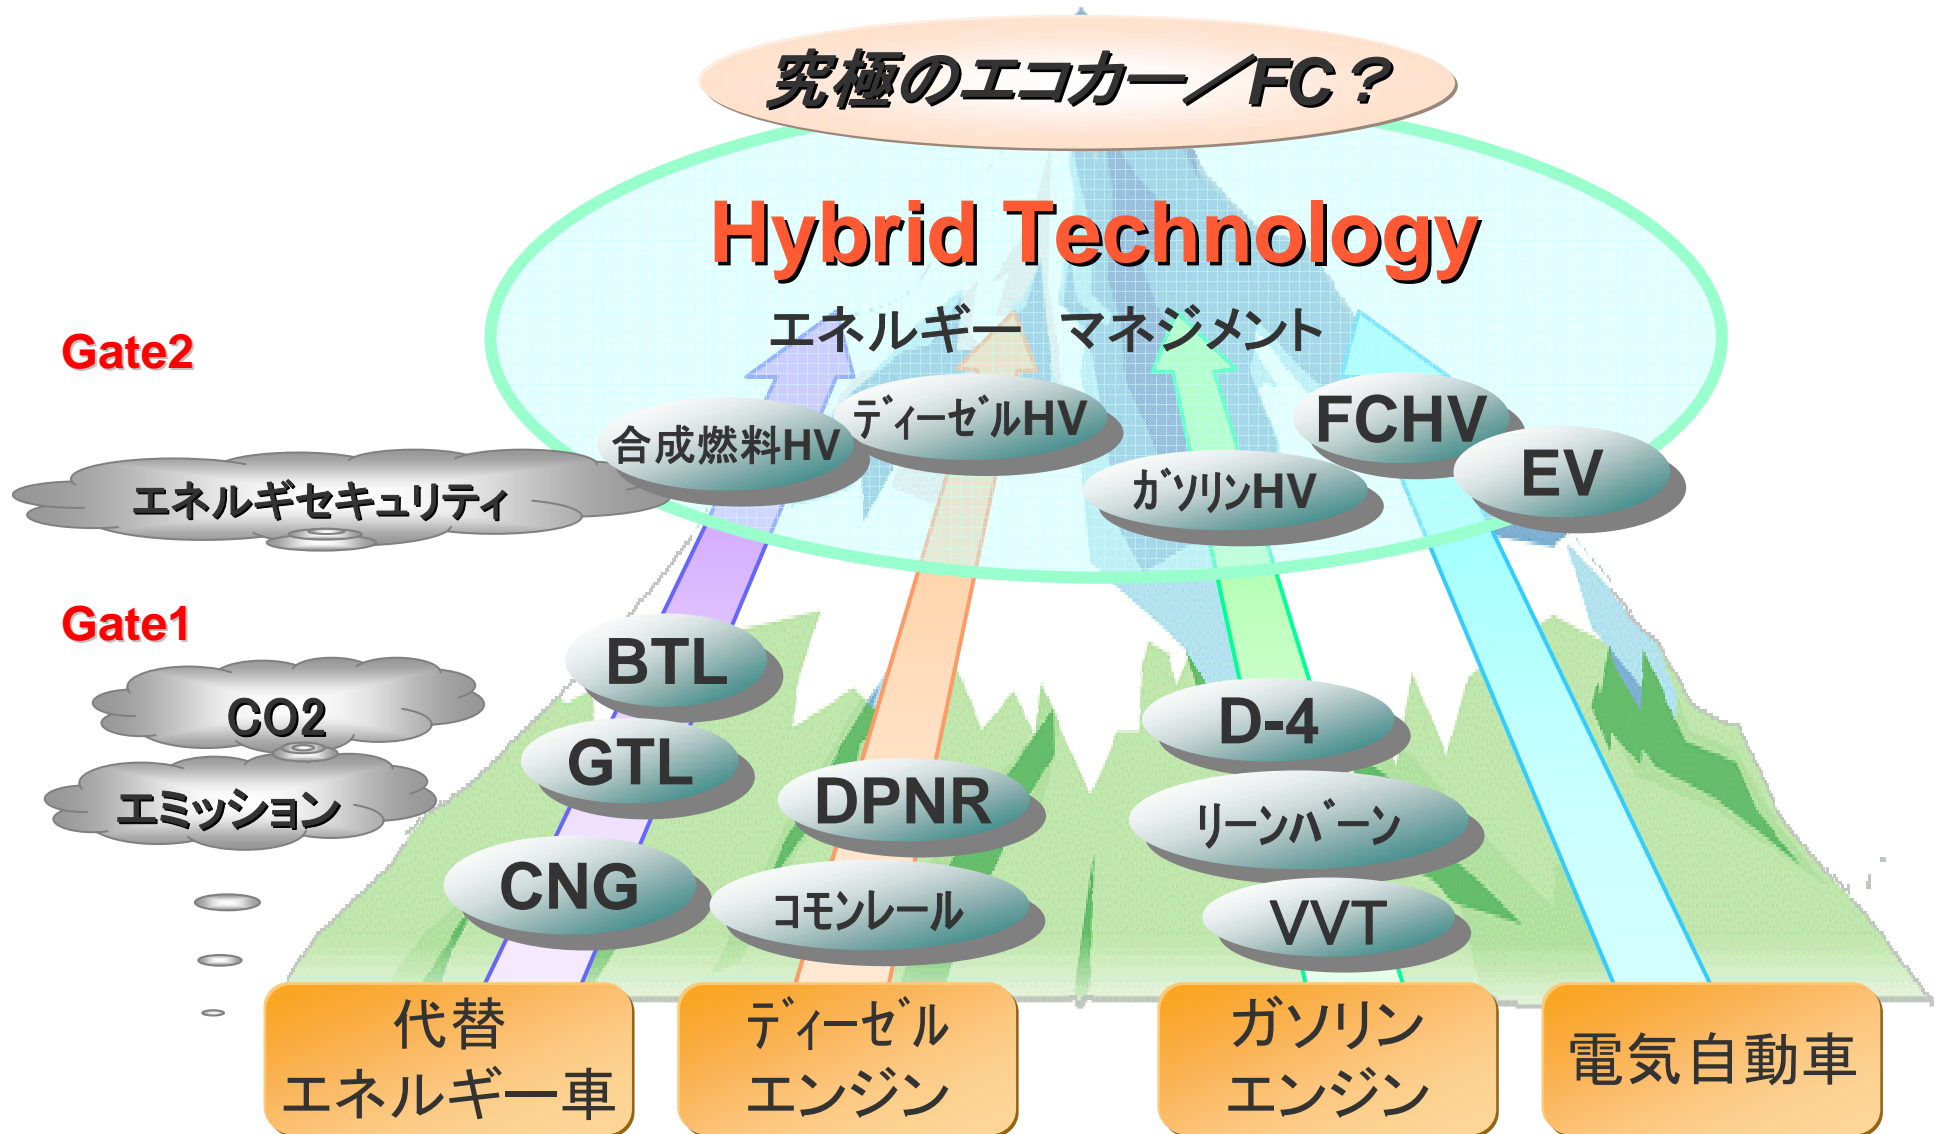 究極のエコカー／FC？
Hybrid Technology
エネルギー　マネジメント
Gate2
合成燃料HV
ﾃﾞｨｰｾﾞﾙHV
ｶﾞｿﾘﾝHV
FCHV
EV
エネルギセキュリティ
Gate1
CO2
エミッション
BTL
GTL
CNG
DPNR
コモンレール
D-4
ﾘｰﾝﾊﾞｰﾝ
VVT
代替
エネルギー車
ﾃﾞｨｰｾﾞﾙ
エンジン
ガソリン
エンジン
電気自動車